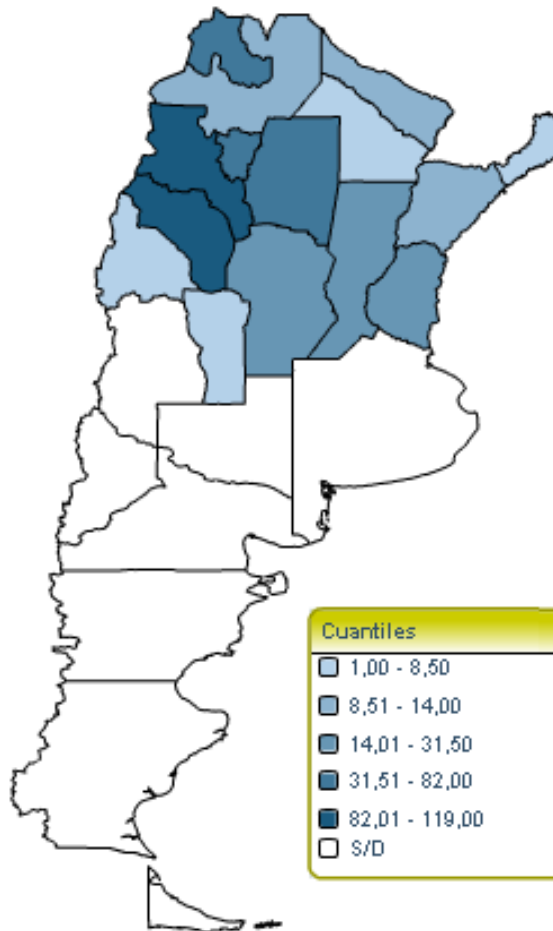 Cuantiles
1,00 - 8,50
8,51 - 14,00
14,01 - 31,50
31,51 - 82,00
82,01 - 119,00
S/D